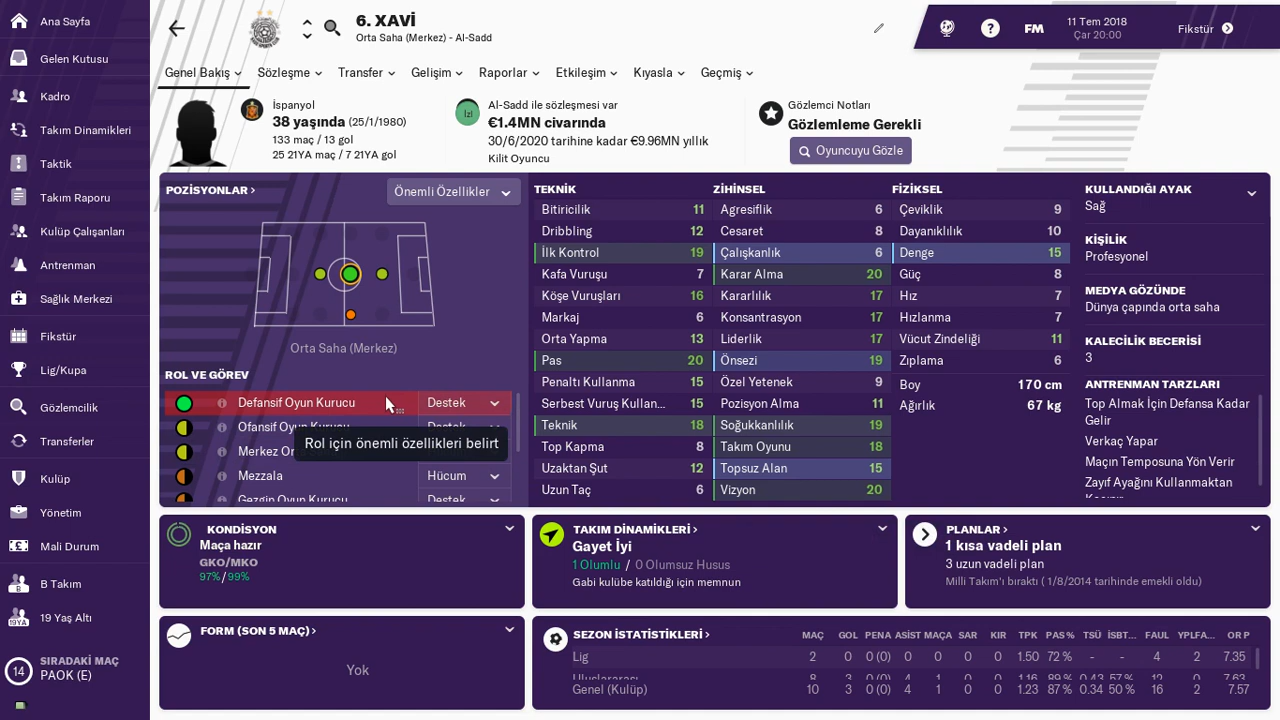 Ana Sayfa
Gelen Kutusu
Kadro
Takım Dinamikleri
Taktik
Takım Raporu
Kulüp Çalışanları
Antrenman
Sağlık Merkezi
Fikstür
Lig/Kupa
Gözlemcilik
Transferler
Kulüp
Yönetim
Mali Durum
B
B Takım
19YA
19 Yaş Altı
14
SIRADAKİ MAÇ
PAOK (E)
6. XAVİ
Orta Saha (Merkez) - Al-Sadd
FM
11 Tem 2018
Çar 20:00
Fikstür
Genel Bakış
Sözleşme
Transfer
Gelişim
Raporlar
Etkileşim
Kıyasla
Geçmiş
İspanyol
38 yaşında (25/1/1980)
133 maç / 13 gol
25 21YA maç / 7 21YA gol
İzl
Al-Sadd ile sözleşmesi var
€1.4MN civarında
30/6/2020 tarihine kadar €9.96MN yıllık
Kilit Oyuncu
Gözlemci Notları
Gözlemleme Gerekli
Oyuncuyu Gözle
POZİSYONLAR
Önemli Özellikler
Orta Saha (Merkez)
ROL VE GÖREV
Defansif Oyun Kurucu Destek
Ofansif Oyun Kurucu Destek
Rol için önemli özellikleri belirt
Mezzala Hücum
Gezgin Oyun Kurucu Destek
TEKNİK
Bitiricilik 11
Dribbling 12
İlk Kontrol 19
Kafa Vuruşu 7
Köşe Vuruşları 16
Markaj 6
Orta Yapma 13
Pas 20
Penaltı Kullanma 15
Serbest Vuruş Kullan... 15
Teknik 18
Top Kapma 8
Uzaktan Şut 12
Uzun Taç 6
ZİHİNSEL
Agresiflik 6
Cesaret 8
Çalışkanlık 6
Karar Alma 20
Kararlılık 17
Konsantrasyon 17
Liderlik 17
Önsezi 19
Özel Yetenek 9
Pozisyon Alma 11
Soğukkanlılık 19
Takım Oyunu 18
Topsuz Alan 15
Vizyon 20
FİZİKSEL
Çeviklik 9
Dayanıklılık 10
Denge 15
Güç 8
Hız 7
Hızlanma 7
Vücut Zindeliği 11
Zıplama 6
Boy 170 cm
Ağırlık 67 kg
KULLANDIĞI AYAK
Sağ
KİŞİLİK
Profesyonel
MEDYA GÖZÜNDE
Dünya çapında orta saha
KALECİLİK BECERİSİ
3
ANTRENMAN TARZLARI
Top Almak İçin Defansa Kadar
Gelir
Verkaç Yapar
Maçın Temposuna Yön Verir
Zayıf Ayağını Kullanmaktan
KONDİSYON
Maça hazır
GKO/MKO
97% / 99%
TAKIM DİNAMİKLERİ
Gayet İyi
1 Olumlu / 0 Olumsuz Husus
Gabi kulübe katıldığı için memnun
PLANLAR
1 kısa vadeli plan
3 uzun vadeli plan
Milli Takım'ı bıraktı ( 1/8/2014 tarihinde emekli oldu)
FORM (SON 5 MAÇ)
Yok
SEZON İSTATİSTİKLERİ MAÇ GOL PENA ASİST MAÇA SAR KIR TPK PAS % TSÜ İSBT... FAUL YPLFA... OR P
Lig 2 0 0 (0) 0 0 0 0 1.50 72 % - - 4 2 7.35
Genel (Kulüp) 10 3 0 (0) 4 1 0 0 1.23 87 % 0.34 50 % 16 2 7.57